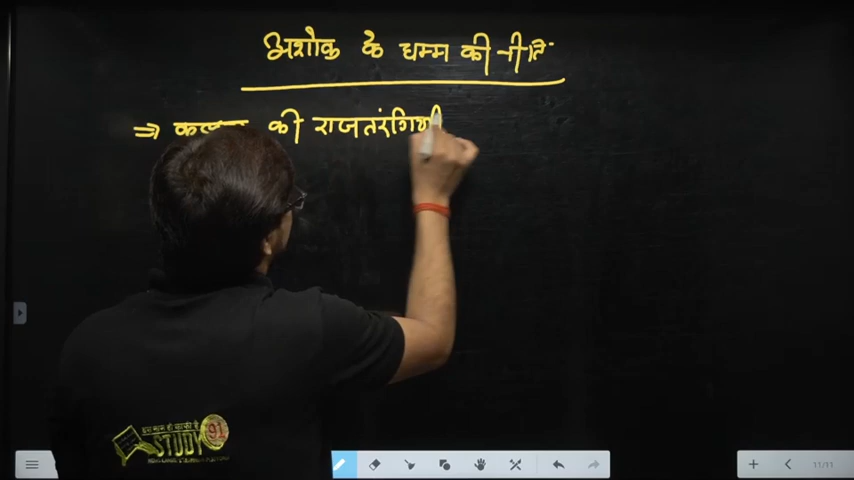 अशोक के धम्म की नीति
⇒ की राजतरंगिणी
STUDY
91
11/11